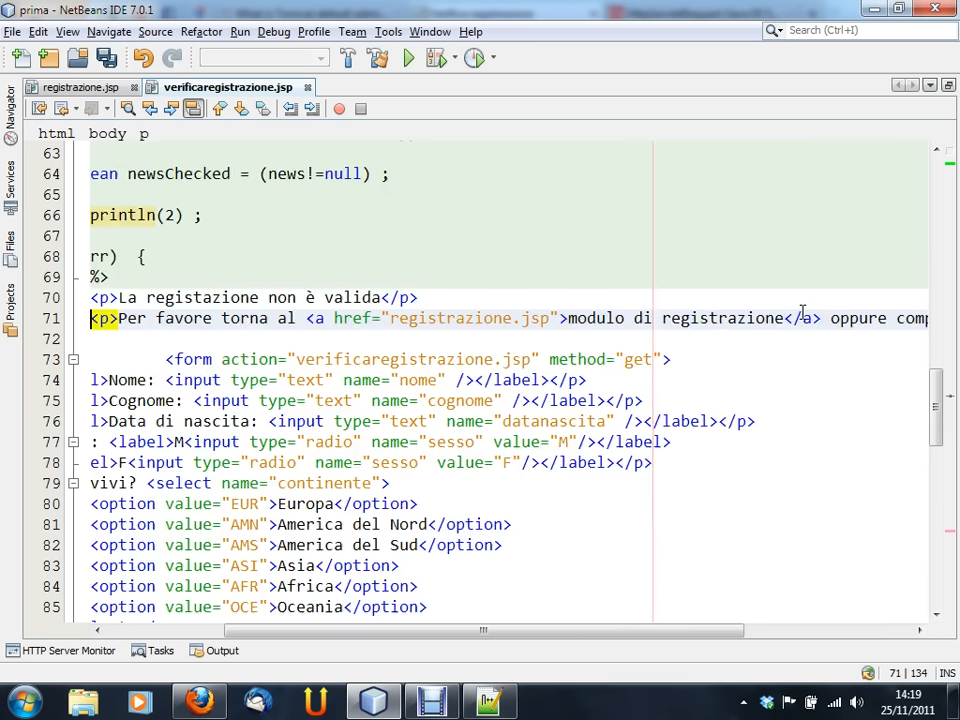 prima - NetBeans IDE 7.0.1
File Edit View Navigate Source Refactor Run Debug Profile Team Tools Window Help
Search (Ctrl+I)
registrazione.jsp verificaregistrazione.jsp
html body p
Navigator
Services
Files
Projects
63
64 ean newsChecked = (news!=null) ;
65
66 println(2) ;
67
68 rr) {
69 %>
70 <p>La registazione non è valida</p>
71 <p>Per favore torna al <a href="registrazione.jsp">modulo di registrazione</a> oppure comp
72
73 <form action="verificaregistrazione.jsp" method="get">
74 l>Nome: <input type="text" name="nome" /></label></p>
75 l>Cognome: <input type="text" name="cognome" /></label></p>
76 l>Data di nascita: <input type="text" name="datanascita" /></label></p>
77 : <label>M<input type="radio" name="sesso" value="M"/></label>
78 el>F<input type="radio" name="sesso" value="F"/></label></p>
79 vivi? <select name="continente">
80 <option value="EUR">Europa</option>
81 <option value="AMN">America del Nord</option>
82 <option value="AMS">America del Sud</option>
83 <option value="ASI">Asia</option>
84 <option value="AFR">Africa</option>
85 <option value="OCE">Oceania</option>
HTTP Server Monitor Tasks Output
71 | 134 INS
14:19
25/11/2011